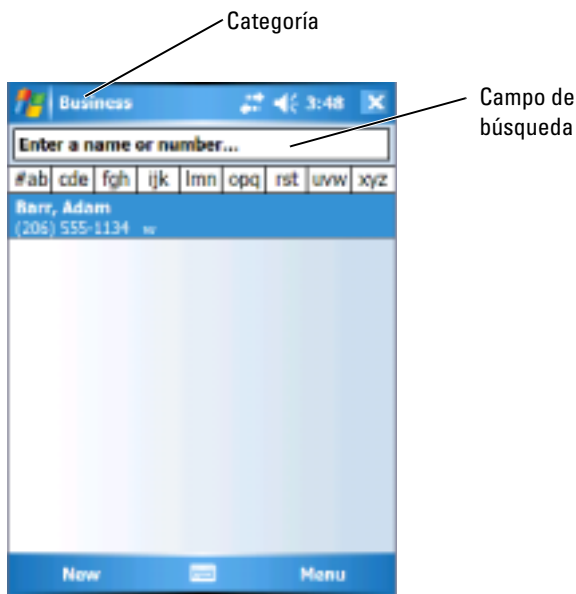 Categoría
Business 3:48
Campo de
búsqueda
Enter a name or number...
#ab cde fgh ijk lmn opq rst uvw xyz
Barr, Adam
(206) 555-1134 w
New Menu